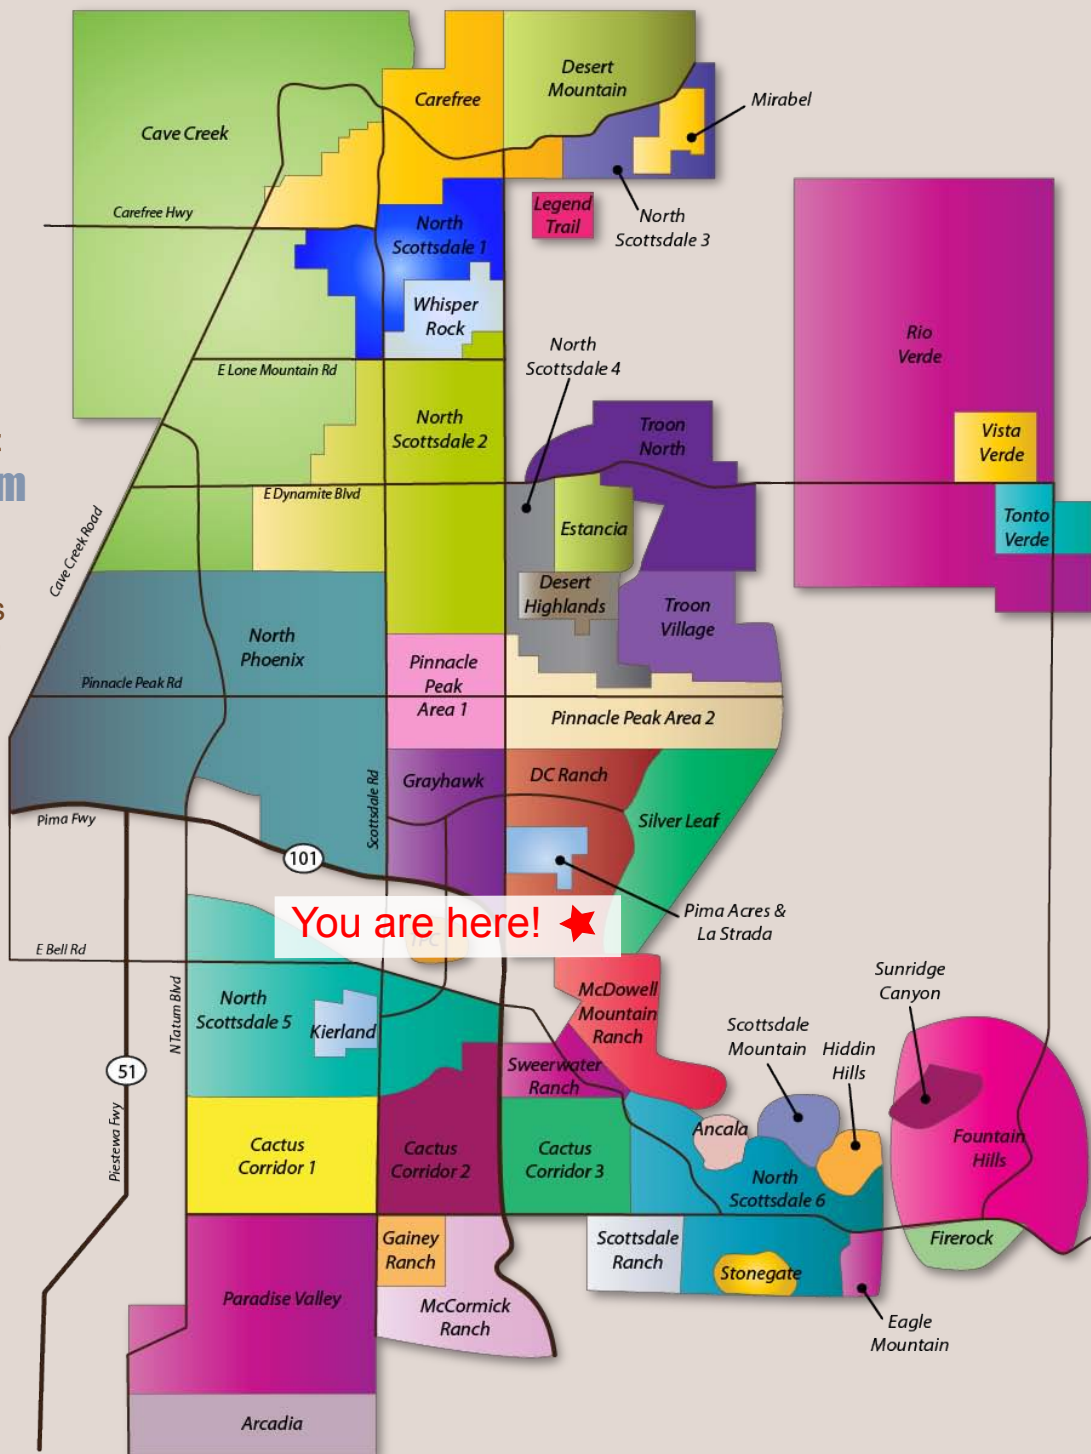 Desert
Mountain
Carefree
Mirabel
Cave Creek
Legend
Trail
Carefree Hwy
North
Scottsdale 1
North
Scottsdale 3
Whisper
Rock
Rio
Verde
North
Scottsdale 4
E Lone Mountain Rd
North
Scottsdale 2
Troon
North
Vista
Verde
m
E Dynamite Blvd
Estancia
Tonto
Verde
Cave Creek Road
Desert
Highlands
s
Troon
Village
North
Phoenix
Pinnacle
Peak
Area 1
Pinnacle Peak Rd
Pinnacle Peak Area 2
Grayhawk
DC Ranch
Scottsdale Rd
Silver Leaf
Pima Fwy
101
Pima Acres &
La Strada
You are here!
TPC
E Bell Rd
N Tatum Blvd
North
Scottsdale 5
Kierland
McDowell
Mountain
Ranch
Sunridge
Canyon
Scottsdale
Mountain
Hiddin
Hills
51
Sweerwater
Ranch
Piestewa Fwy
Cactus
Corridor 1
Cactus
Corridor 2
Cactus
Corridor 3
Ancala
Fountain
Hills
North
Scottsdale 6
Gainey
Ranch
Scottsdale
Ranch
Firerock
Stonegate
Paradise Valley
McCormick
Ranch
Eagle
Mountain
Arcadia